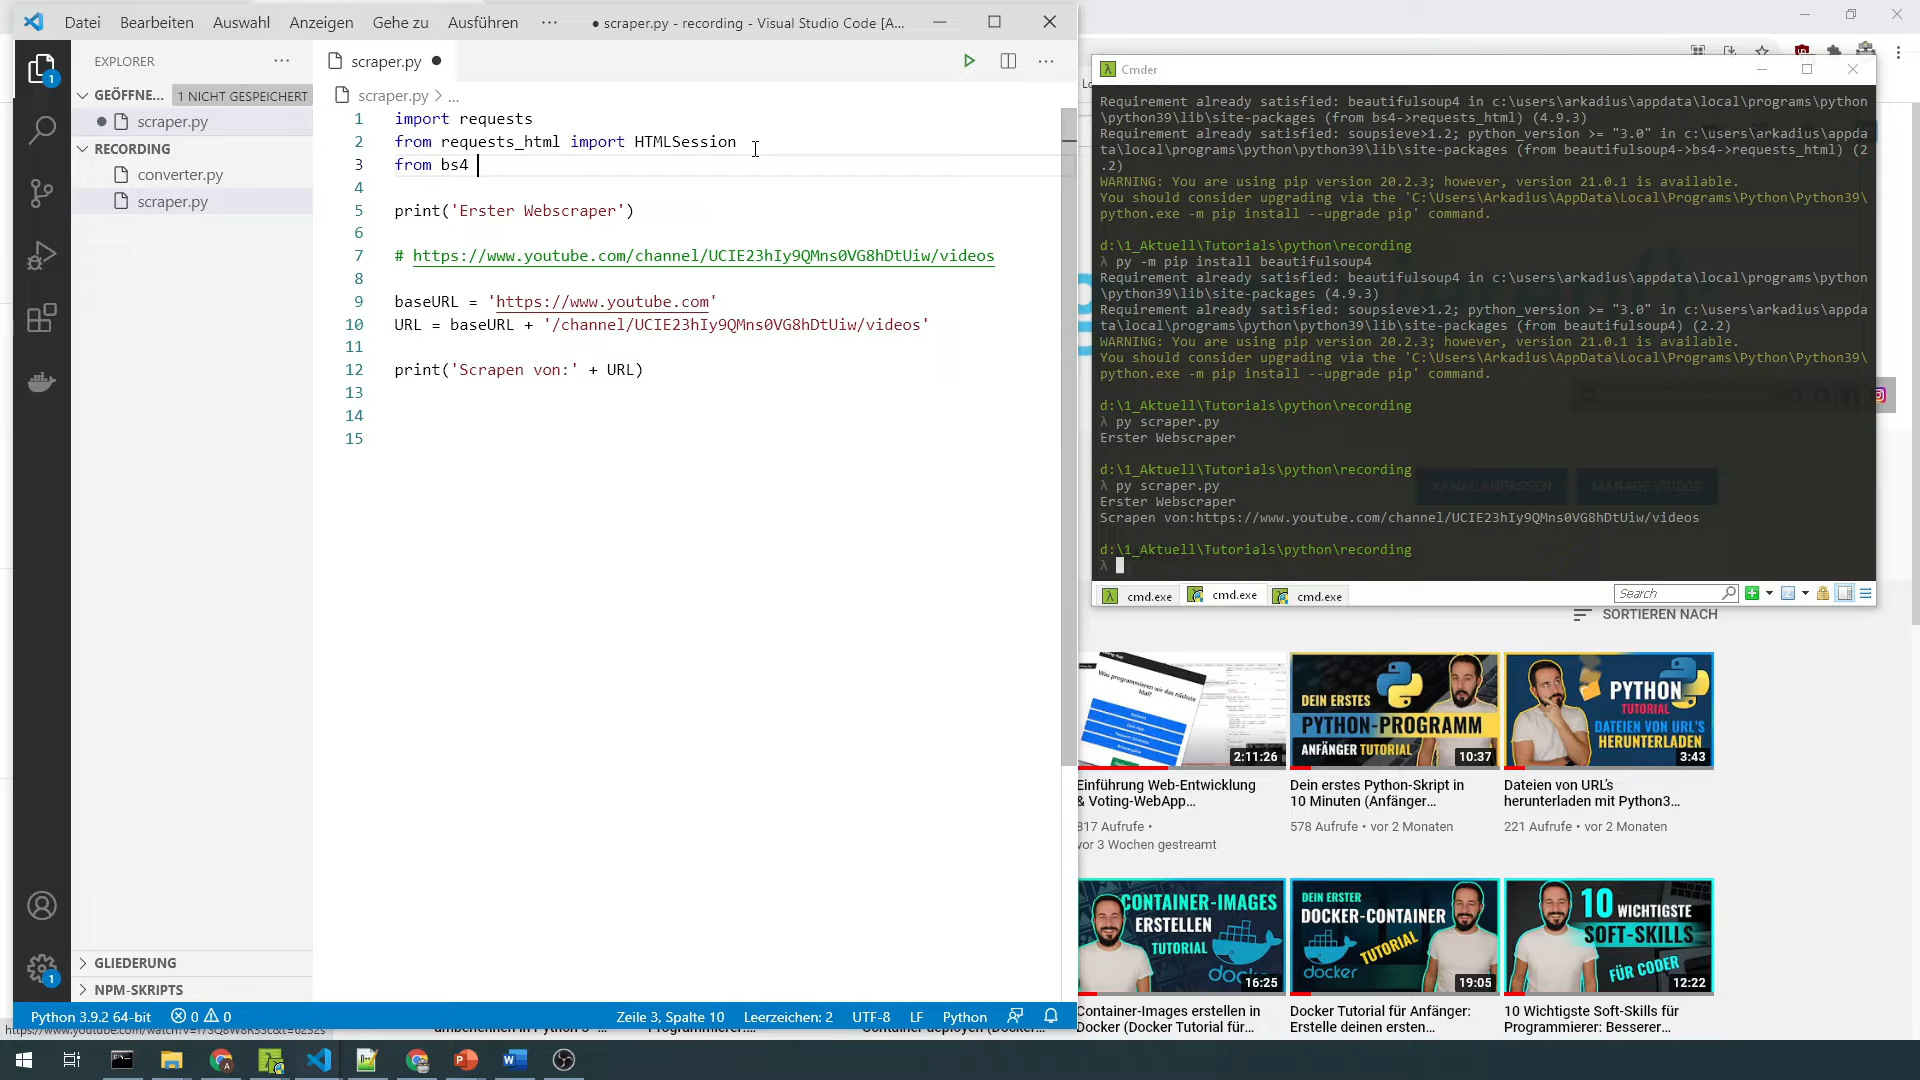 Datei Bearbeiten Auswahl Anzeigen Gehe zu Ausführen ··· ● scraper.py - recording - Visual Studio Code [A...
EXPLORER ···
GEÖFFNE... 1 NICHT GESPEICHERT
● scraper.py
RECORDING
converter.py
scraper.py
GLIEDERUNG
NPM-SKRIPTS
1
1
scraper.py ●
scraper.py > ...
1 import requests
2 from requests_html import HTMLSession
3 from bs4
4
5 print('Erster Webscraper')
6
7 # https://www.youtube.com/channel/UCIE23hIy9QMns0VG8hDtUiw/videos
8
9 baseURL = 'https://www.youtube.com'
10 URL = baseURL + '/channel/UCIE23hIy9QMns0VG8hDtUiw/videos'
11
12 print('Scrapen von:' + URL)
13
14
15
Python 3.9.2 64-bit 0 0 Zeile 3, Spalte 10 Leerzeichen: 2 UTF-8 LF Python
Cmder
Requirement already satisfied: beautifulsoup4 in c:\users\arkadius\appdata\local\programs\python
\python39\lib\site-packages (from bs4->requests_html) (4.9.3)
Requirement already satisfied: soupsieve>1.2; python_version >= "3.0" in c:\users\arkadius\appda
ta\local\programs\python\python39\lib\site-packages (from beautifulsoup4->bs4->requests_html) (2
.2)
WARNING: You are using pip version 20.2.3; however, version 21.0.1 is available.
You should consider upgrading via the 'C:\Users\Arkadius\AppData\Local\Programs\Python\Python39\
python.exe -m pip install --upgrade pip' command.
d:\1_Aktuell\Tutorials\python\recording
λ py -m pip install beautifulsoup4
Requirement already satisfied: beautifulsoup4 in c:\users\arkadius\appdata\local\programs\python
\python39\lib\site-packages (4.9.3)
Requirement already satisfied: soupsieve>1.2; python_version >= "3.0" in c:\users\arkadius\appda
ta\local\programs\python\python39\lib\site-packages (from beautifulsoup4) (2.2)
WARNING: You are using pip version 20.2.3; however, version 21.0.1 is available.
You should consider upgrading via the 'C:\Users\Arkadius\AppData\Local\Programs\Python\Python39\
python.exe -m pip install --upgrade pip' command.
d:\1_Aktuell\Tutorials\python\recording
λ py scraper.py
Erster Webscraper
d:\1_Aktuell\Tutorials\python\recording
λ py scraper.py
Erster Webscraper
Scrapen von:https://www.youtube.com/channel/UCIE23hIy9QMns0VG8hDtUiw/videos
d:\1_Aktuell\Tutorials\python\recording
λ
KANAL ANPASSEN MANAGE VIDEOS
cmd.exe cmd.exe cmd.exe Search
SORTIEREN NACH
Was programmieren wir das nächste Mal?
2:11:26
DEIN ERSTES
PYTHON-PROGRAMM
ANFÄNGER TUTORIAL
10:37
PYTHON
TUTORIAL
DATEIEN VON URL'S
HERUNTERLADEN
3:43
Einführung Web-Entwicklung
& Voting-WebApp...
817 Aufrufe •
vor 3 Wochen gestreamt
Dein erstes Python-Skript in
10 Minuten (Anfänger...
578 Aufrufe • vor 2 Monaten
Dateien von URL's
herunterladen mit Python3...
221 Aufrufe • vor 2 Monaten
CONTAINER-IMAGES
ERSTELLEN
TUTORIAL
16:25
DEIN ERSTER
DOCKER-CONTAINER
TUTORIAL
docker
19:05
10 WICHTIGSTE
SOFT-SKILLS
FÜR CODER
12:22
Container-Images erstellen in
Docker (Docker Tutorial für...
Docker Tutorial für Anfänger:
Erstelle deinen ersten...
10 Wichtigste Soft-Skills für
Programmierer: Besserer...